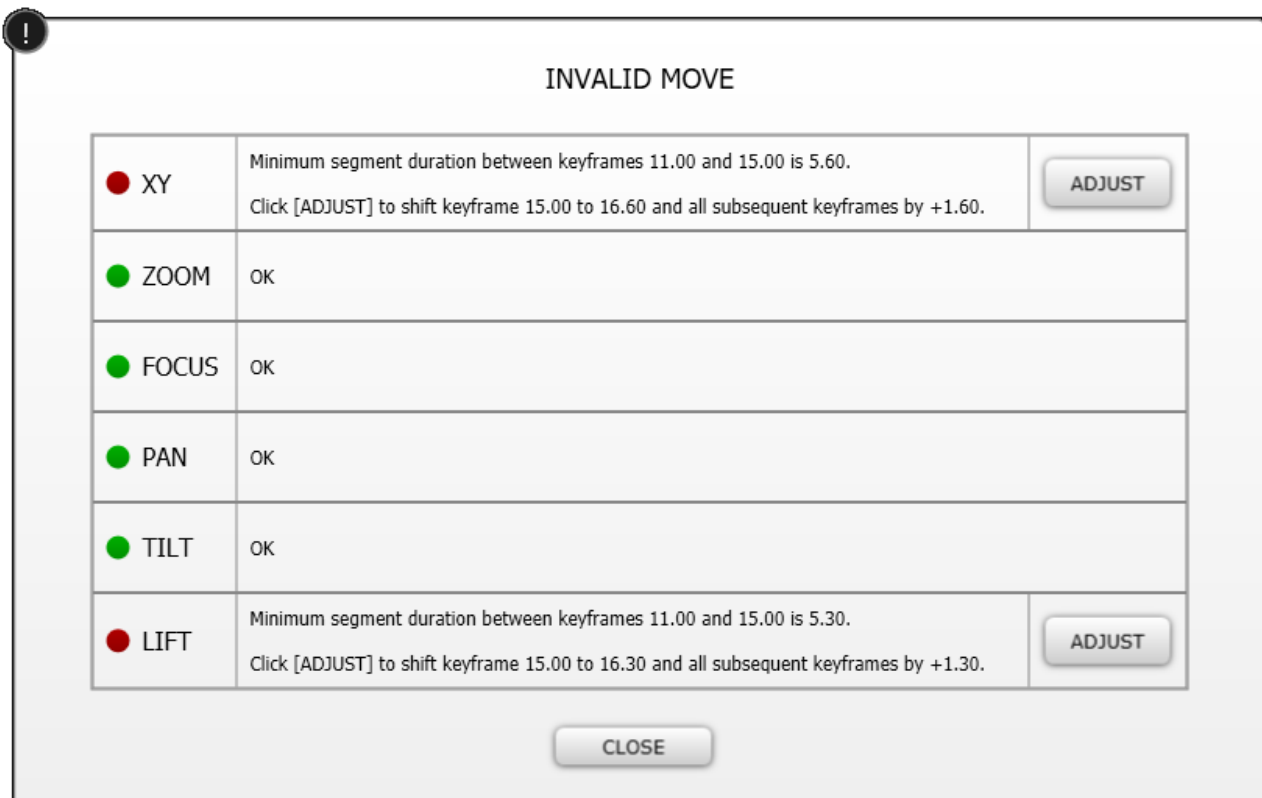 !
INVALID MOVE
XY
Minimum segment duration between keyframes 11.00 and 15.00 is 5.60.
Click [ADJUST] to shift keyframe 15.00 to 16.60 and all subsequent keyframes by +1.60.
ADJUST
ZOOM
OK
FOCUS
OK
PAN
OK
TILT
OK
LIFT
Minimum segment duration between keyframes 11.00 and 15.00 is 5.30.
Click [ADJUST] to shift keyframe 15.00 to 16.30 and all subsequent keyframes by +1.30.
ADJUST
CLOSE